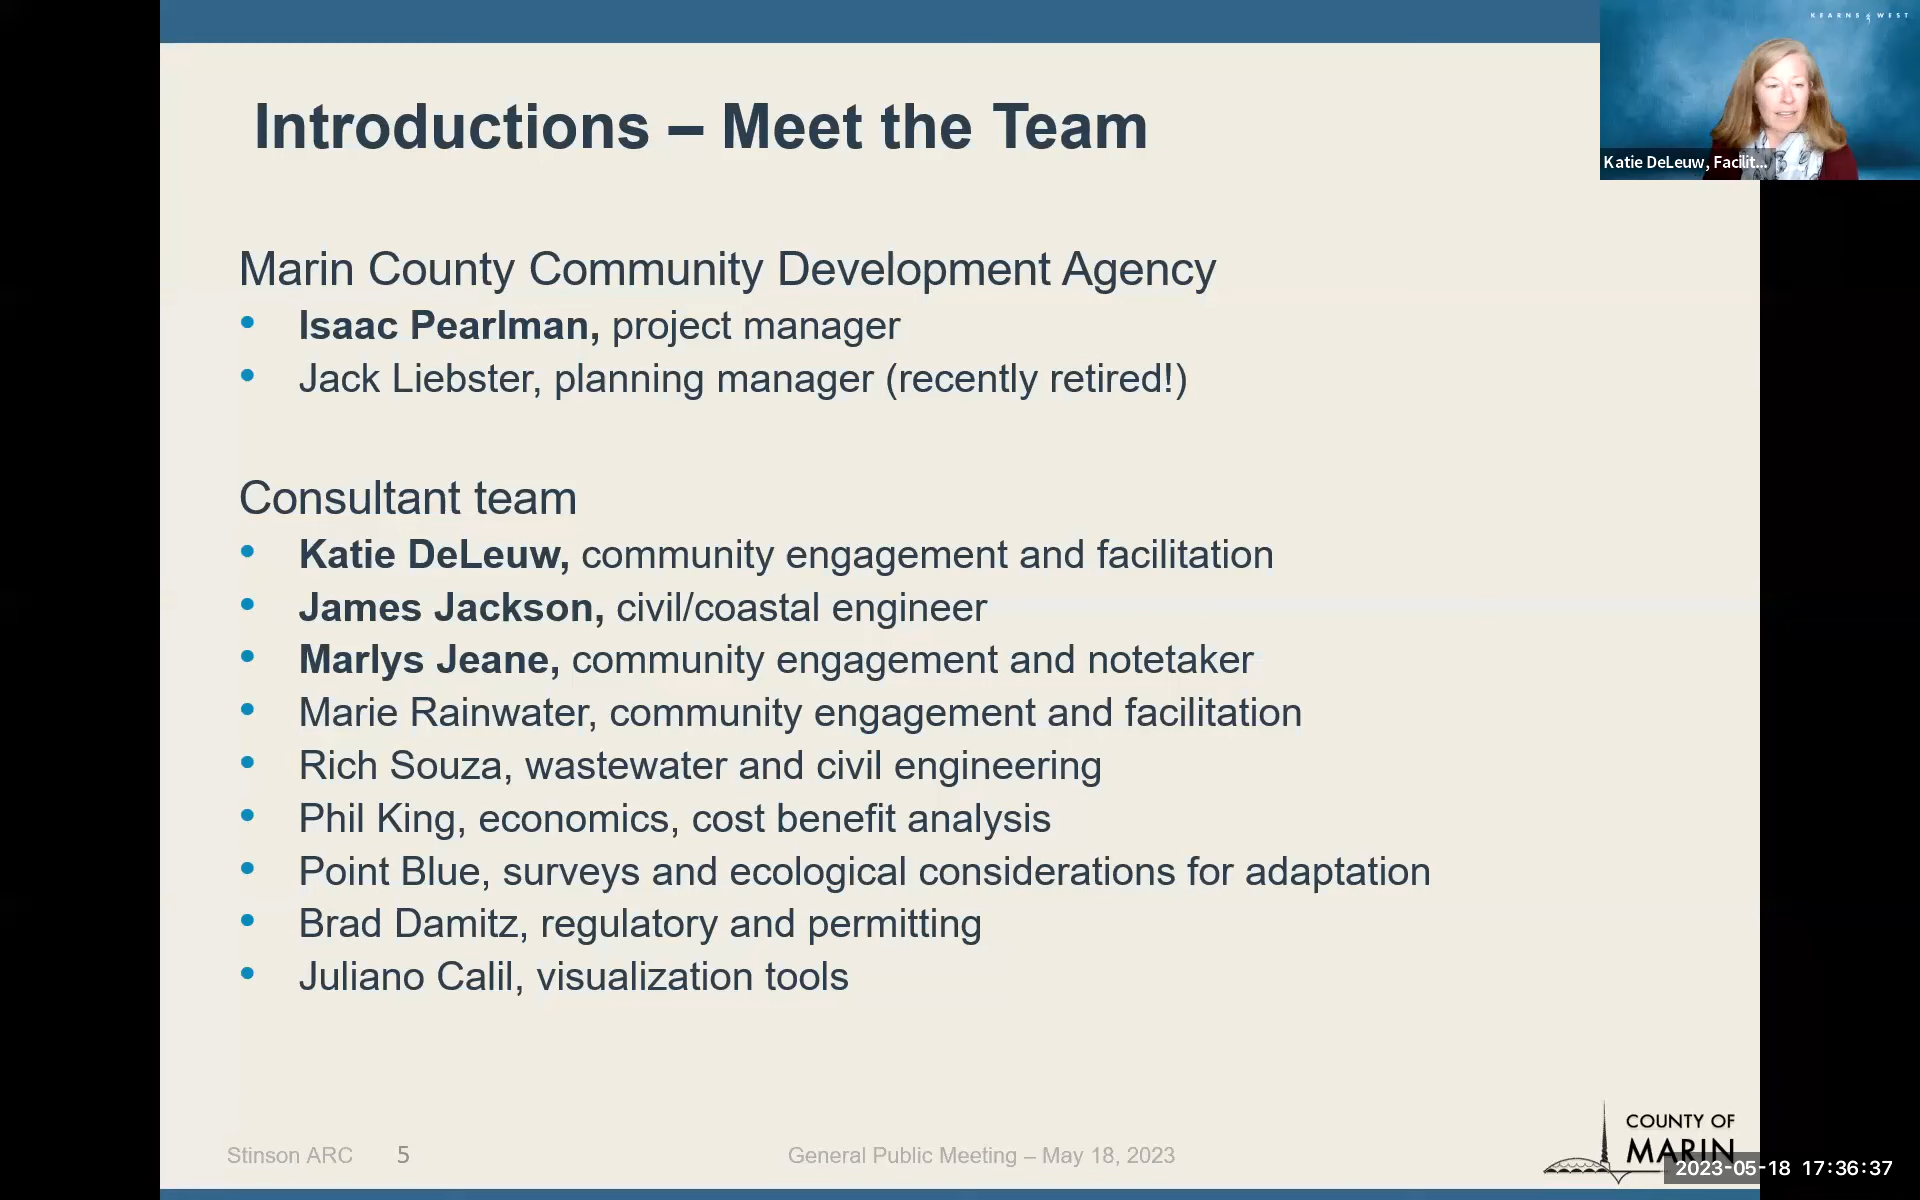 KEARNS WEST
Katie DeLeuw, Facilit...
Introductions – Meet the Team
Marin County Community Development Agency
• Isaac Pearlman, project manager
• Jack Liebster, planning manager (recently retired!)
Consultant team
• Katie DeLeuw, community engagement and facilitation
• James Jackson, civil/coastal engineer
• Marlys Jeane, community engagement and notetaker
• Marie Rainwater, community engagement and facilitation
• Rich Souza, wastewater and civil engineering
• Phil King, economics, cost benefit analysis
• Point Blue, surveys and ecological considerations for adaptation
• Brad Damitz, regulatory and permitting
• Juliano Calil, visualization tools
Stinson ARC 5 General Public Meeting – May 18, 2023
COUNTY OF
MARIN
2023-05-18 17:36:37